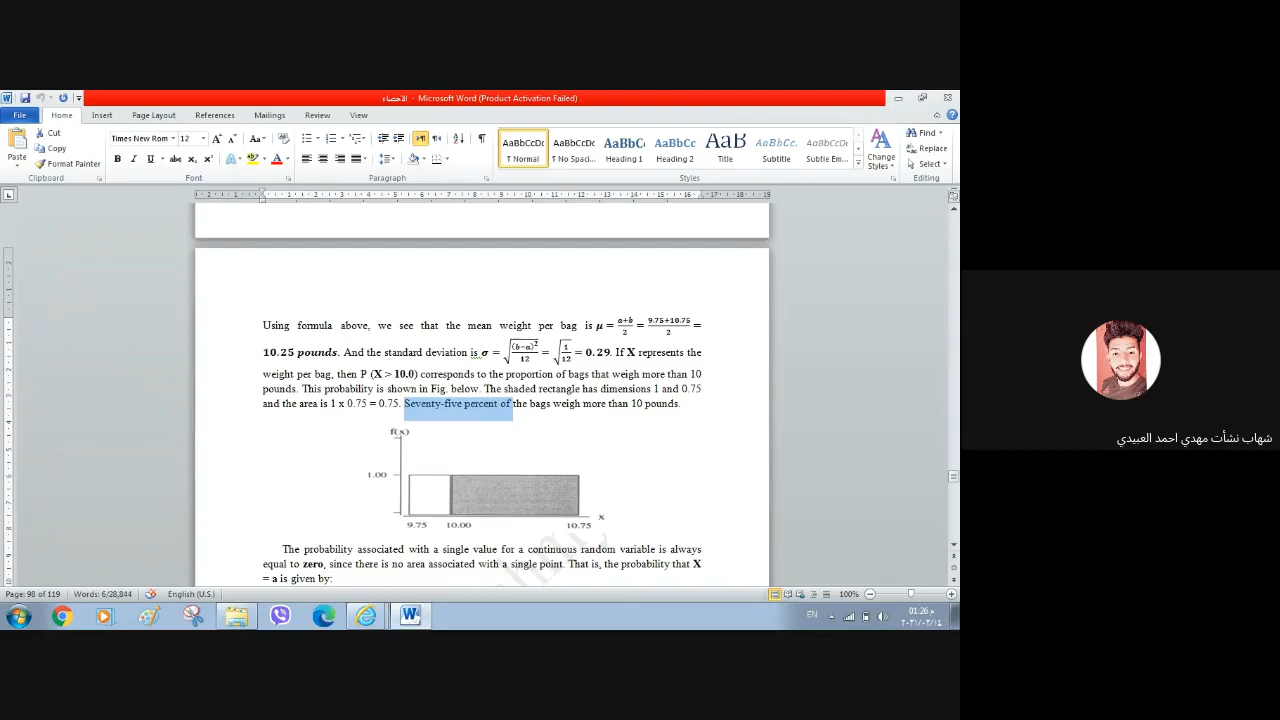 الاحصاء - Microsoft Word (Product Activation Failed)
File Home Insert Page Layout References Mailings Review View
Paste Cut Copy Format Painter
Times New Rom 12
AaBbCcDc AaBbCcDc AaBbC AaBbCc AaB AaBbCc. AaBbCcDc
¶ Normal ¶ No Spaci... Heading 1 Heading 2 Title Subtitle Subtle Em...
Change Styles
Find Replace Select
Clipboard Font Paragraph Styles Editing
Using formula above, we see that the mean weight per bag is μ = (a+b)/2 = (9.75+10.75)/2 =
10.25 pounds. And the standard deviation is σ = √((b−a)²/12) = √(1/12) = 0.29. If X represents the
weight per bag, then P (X > 10.0) corresponds to the proportion of bags that weigh more than 10
pounds. This probability is shown in Fig. below. The shaded rectangle has dimensions 1 and 0.75
and the area is 1 x 0.75 = 0.75. Seventy-five percent of the bags weigh more than 10 pounds.
f(x)
1.00
x
9.75 10.00 10.75
The probability associated with a single value for a continuous random variable is always
equal to zero, since there is no area associated with a single point. That is, the probability that X
= a is given by:
Page: 98 of 119 Words: 6/28,844 English (U.S.) 100%
EN
01:26 م
٢٠٢١/٠٢/١٤
شهاب نشأت مهدي احمد العبيدي